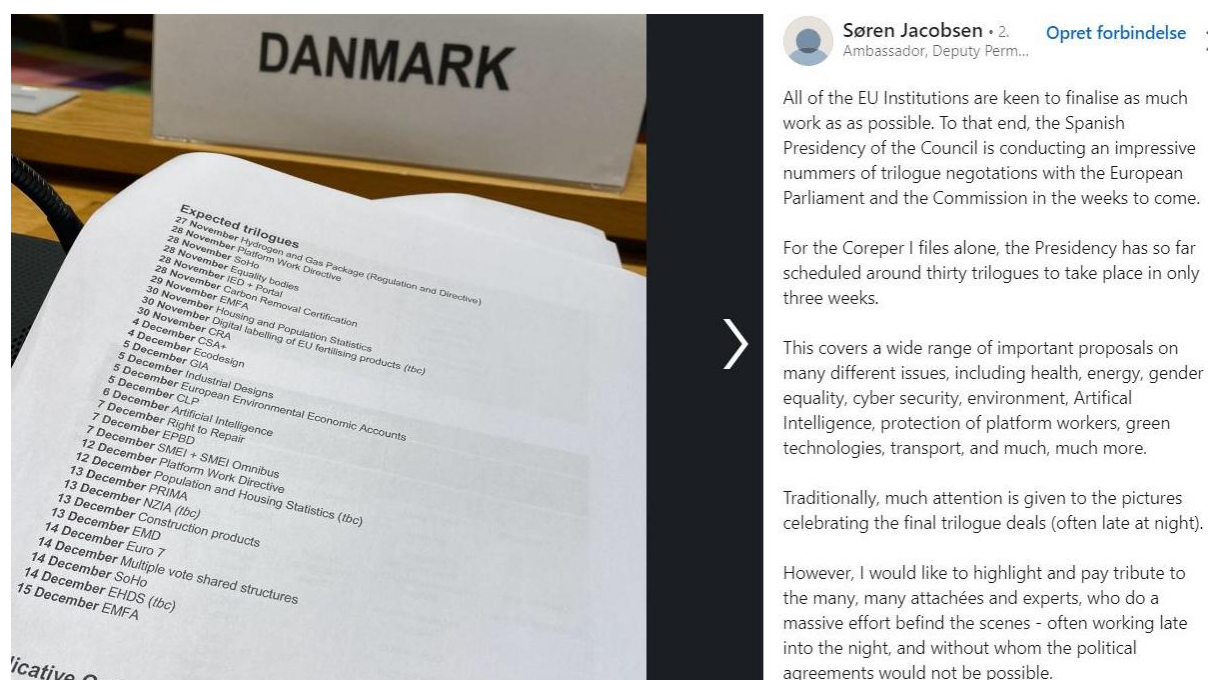 DANMARK
Expected trilogues
27 November Hydrogen and Gas Package (Regulation and Directive)
28 November Platform Work Directive
28 November SoHo
28 November Equality bodies
28 November IED + Portal
28 November Carbon Removal Certification
29 November EMFA
30 November Housing and Population Statistics
30 November Digital labelling of EU fertilising products (tbc)
30 November CRA
4 December CSA+
4 December Ecodesign
5 December GIA
5 December Industrial Designs
5 December European Environmental Economic Accounts
5 December CLP
6 December Artificial Intelligence
7 December Right to Repair
7 December EPBD
7 December SMEI + SMEI Omnibus
12 December Platform Work Directive
12 December Population and Housing Statistics (tbc)
13 December PRIMA
13 December NZIA (tbc)
13 December Construction products
13 December EMD
14 December Euro 7
14 December Multiple vote shared structures
14 December SoHo
14 December EHDS (tbc)
15 December EMFA
Søren Jacobsen • 2.
Opret forbindelse
Ambassador, Deputy Perm...
All of the EU Institutions are keen to finalise as much
work as as possible. To that end, the Spanish
Presidency of the Council is conducting an impressive
nummers of trilogue negotations with the European
Parliament and the Commission in the weeks to come.
For the Coreper I files alone, the Presidency has so far
scheduled around thirty trilogues to take place in only
three weeks.
This covers a wide range of important proposals on
many different issues, including health, energy, gender
equality, cyber security, environment, Artifical
Intelligence, protection of platform workers, green
technologies, transport, and much, much more.
Traditionally, much attention is given to the pictures
celebrating the final trilogue deals (often late at night).
However, I would like to highlight and pay tribute to
the many, many attachées and experts, who do a
massive effort befind the scenes - often working late
into the night, and without whom the political
agreements would not be possible.